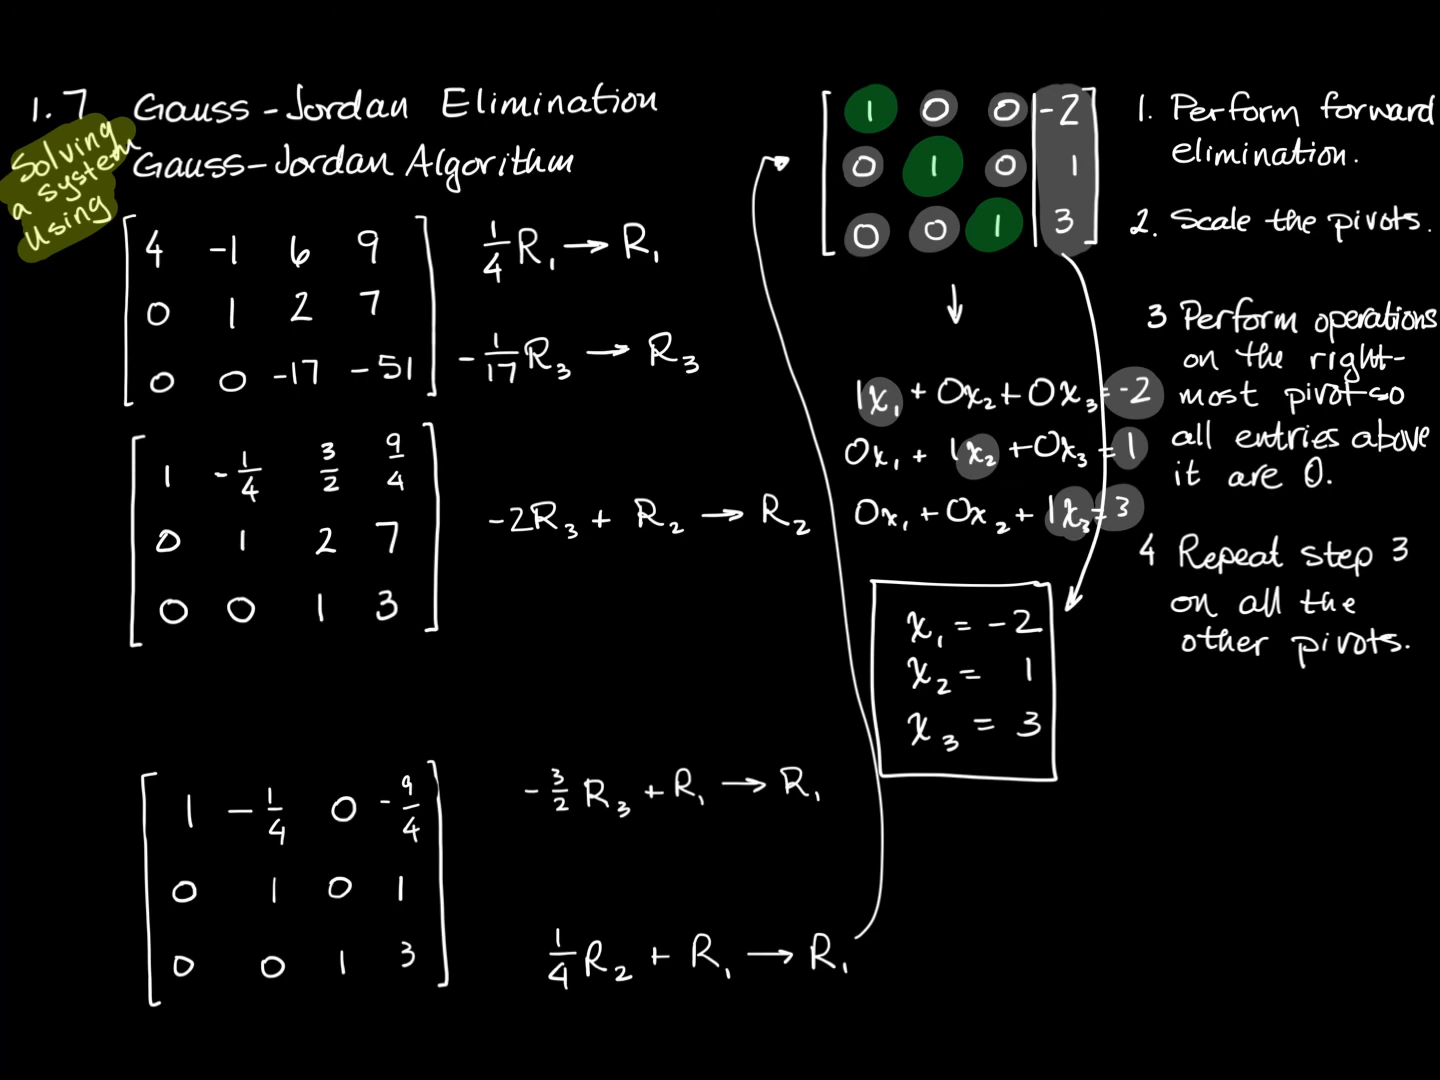 1.7 Gauss-Jordan Elimination
Solving a system using
Gauss-Jordan Algorithm
4 -1 6 9
0 1 2 7
0 0 -17 -51
1/4 R₁ → R₁
-1/17 R₃ → R₃
1 -1/4 3/2 9/4
0 1 2 7
0 0 1 3
-2R₃ + R₂ → R₂
1 -1/4 0 -9/4
0 1 0 1
0 0 1 3
-3/2 R₃ + R₁ → R₁
1/4 R₂ + R₁ → R₁
1 0 0 | -2
0 1 0 | 1
0 0 1 | 3
↓
1x₁ + 0x₂ + 0x₃ = -2
0x₁ + 1x₂ + 0x₃ = 1
0x₁ + 0x₂ + 1x₃ = 3
x₁ = -2
x₂ = 1
x₃ = 3
1. Perform forward
elimination.
2. Scale the pivots.
3 Perform operations
on the right-
most pivot so
all entries above
it are 0.
4 Repeat step 3
on all the
other pivots.